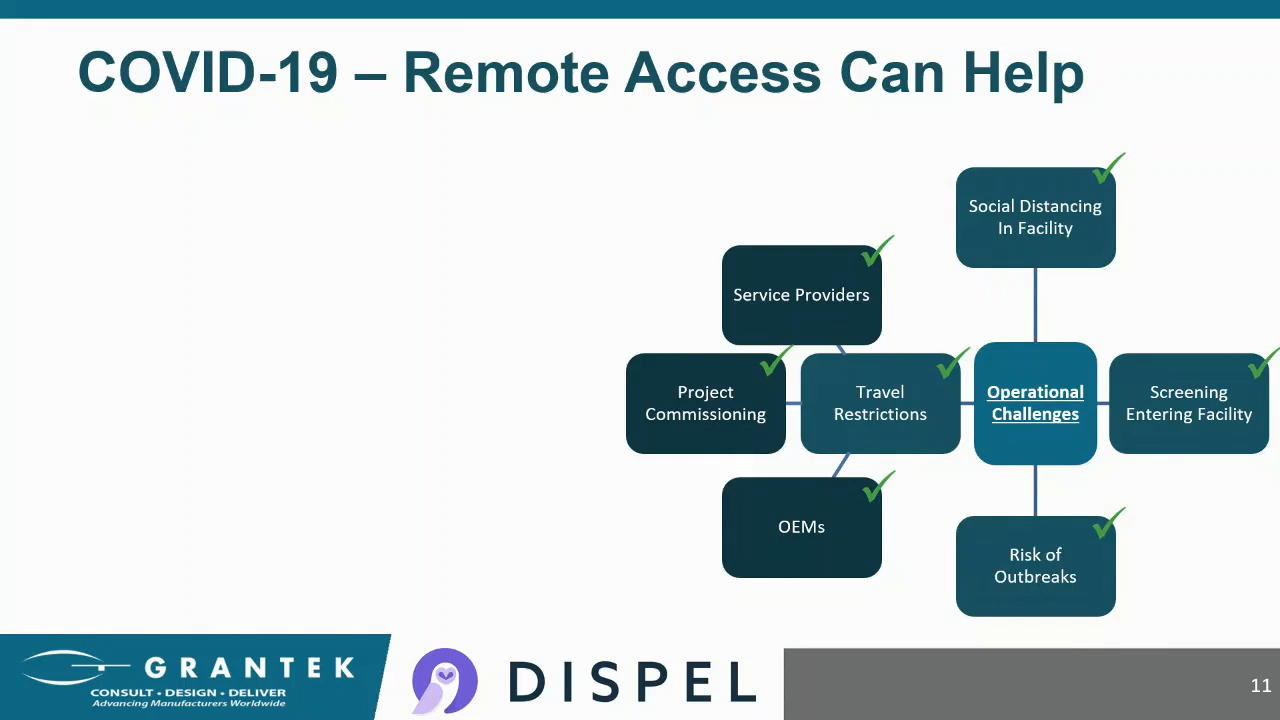 COVID-19 – Remote Access Can Help
Social Distancing
In Facility
Service Providers
Project
Commissioning
Travel
Restrictions
Operational
Challenges
Screening
Entering Facility
OEMs
Risk of
Outbreaks
GRANTEK
CONSULT • DESIGN • DELIVER
Advancing Manufacturers Worldwide
DISPEL
11